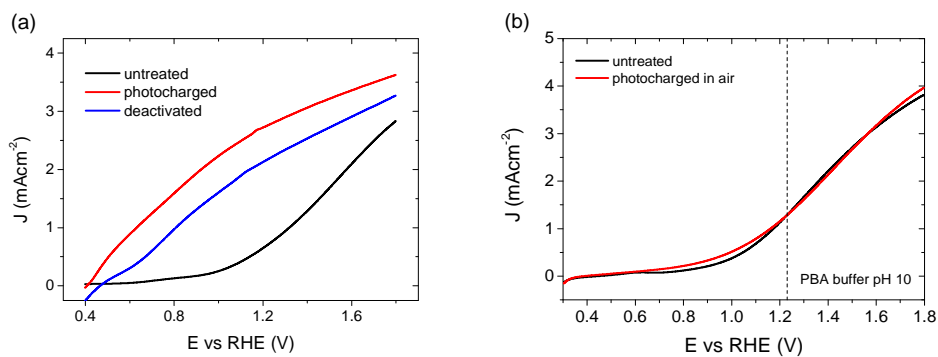 (a)
untreated
photocharged
deactivated
J (mAcm-2)
4
3
2
1
0
0.4 0.8 1.2 1.6
E vs RHE (V)
(b)
untreated
photocharged in air
PBA buffer pH 10
J (mAcm-2)
5
4
3
2
1
0
0.4 0.6 0.8 1.0 1.2 1.4 1.6 1.8
E vs RHE (V)